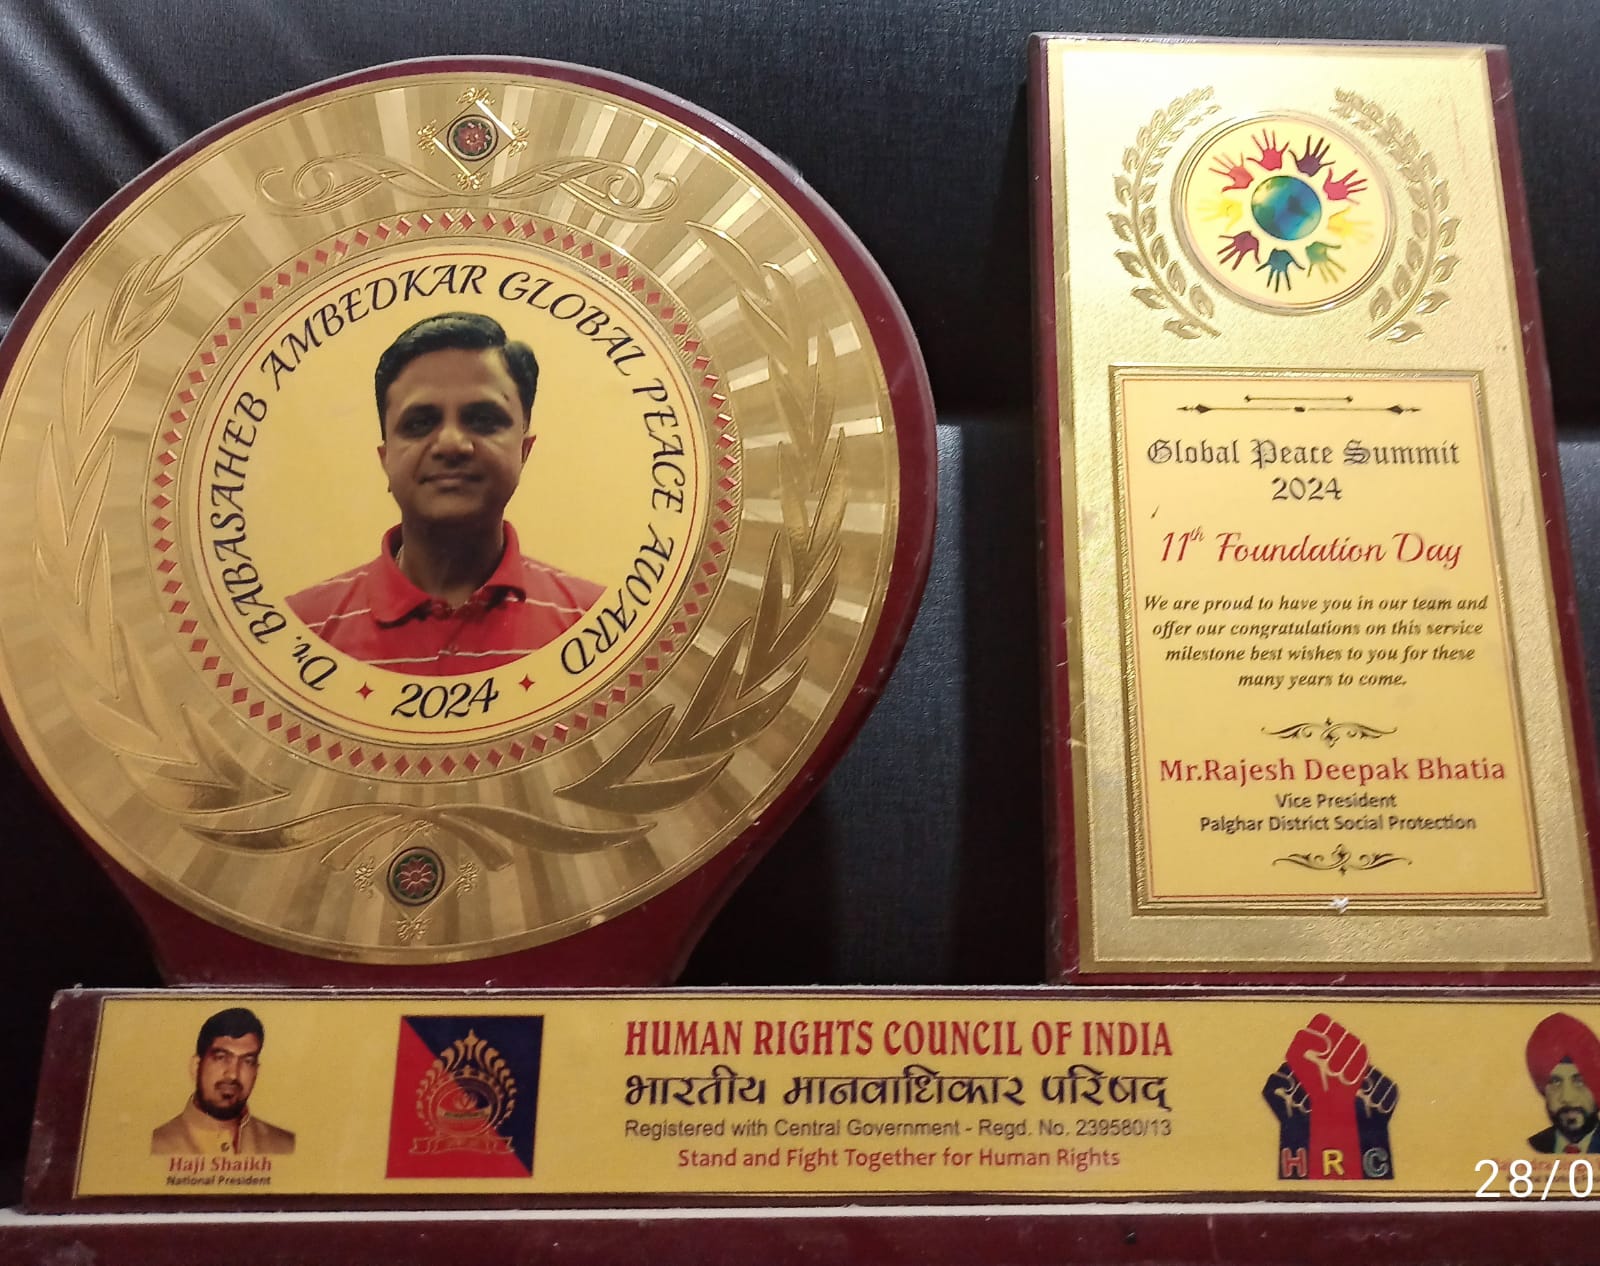 Dr. BABASAHEB AMBEDKAR GLOBAL PEACE AWARD
2024
Global Peace Summit
2024
11th Foundation Day
We are proud to have you in our team and
offer our congratulations on this service
milestone best wishes to you for these
many years to come.
Mr.Rajesh Deepak Bhatia
Vice President
Palghar District Social Protection
Haji Shaikh
National President
HUMAN RIGHTS COUNCIL OF INDIA
भारतीय मानवाधिकार परिषद्
Registered with Central Government - Regd. No. 239580/13
Stand and Fight Together for Human Rights
HRC
28/0